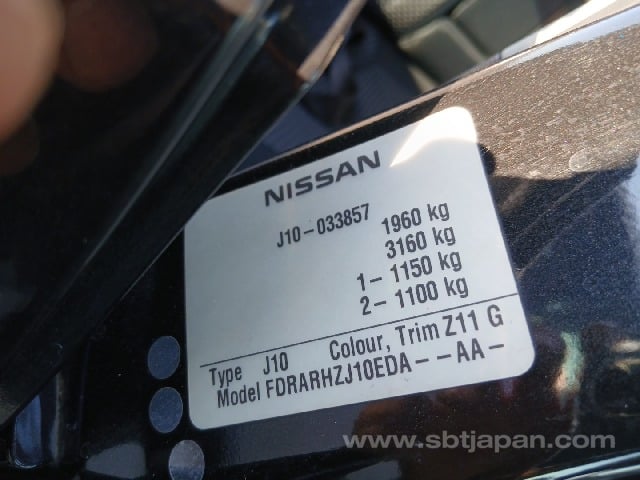 NISSAN
J10-033857
1960 kg
3160 kg
1- 1150 kg
2- 1100 kg
Type J10 Colour, Trim Z11 G
Model FDRARHZJ10EDA--AA-
www.sbtjapan.com